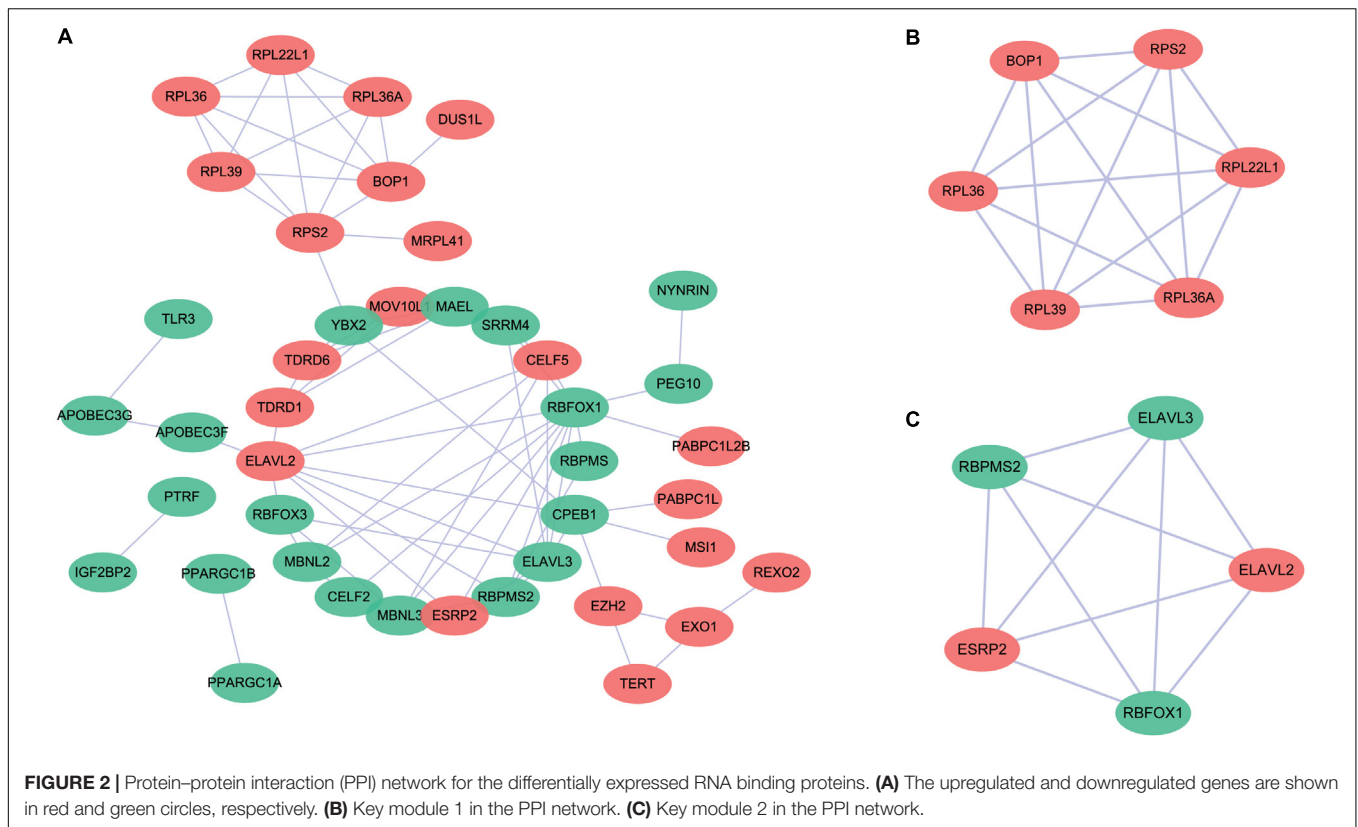 A
RPL22L1
RPL36
RPL36A
DUS1L
RPL39
BOP1
RPS2
MRPL41
NYNRIN
TLR3
MOV10L1
MAEL
YBX2
SRRM4
TDRD6
CELF5
PEG10
TDRD1
RBFOX1
APOBEC3G
APOBEC3F
PABPC1L2B
ELAVL2
RBPMS
PTRF
PABPC1L
RBFOX3
CPEB1
MSI1
MBNL2
ELAVL3
IGF2BP2
PPARGC1B
REXO2
CELF2
RBPMS2
MBNL3
ESRP2
EZH2
EXO1
PPARGC1A
TERT
B
RPS2
BOP1
RPL22L1
RPL36
RPL36A
RPL39
C
ELAVL3
RBPMS2
ELAVL2
ESRP2
RBFOX1
FIGURE 2 | Protein–protein interaction (PPI) network for the differentially expressed RNA binding proteins. (A) The upregulated and downregulated genes are shown
in red and green circles, respectively. (B) Key module 1 in the PPI network. (C) Key module 2 in the PPI network.